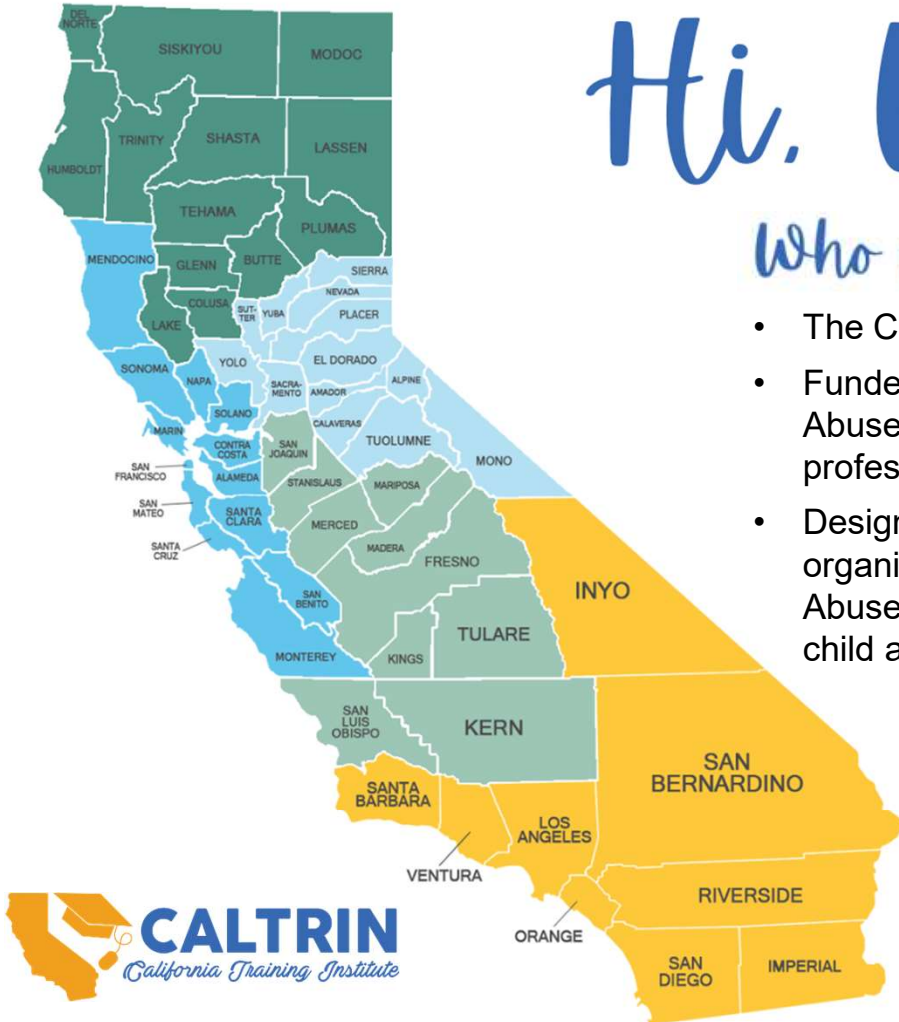 DEL
NORTE
SISKIYOU
MODOC
HUMBOLDT
TRINITY
SHASTA
LASSEN
TEHAMA
PLUMAS
MENDOCINO
GLENN
BUTTE
SIERRA
NEVADA
LAKE
COLUSA
SUT-
TER
YUBA
PLACER
SONOMA
NAPA
YOLO
SACRA-
MENTO
EL DORADO
AMADOR
ALPINE
SOLANO
CALAVERAS
MARIN
CONTRA
COSTA
SAN
JOAQUIN
TUOLUMNE
MONO
SAN
FRANCISCO
ALAMEDA
STANISLAUS
MARIPOSA
SAN
MATEO
SANTA
CLARA
MERCED
SANTA
CRUZ
MADERA
FRESNO
SAN
BENITO
INYO
MONTEREY
KINGS
TULARE
SAN
LUIS
OBISPO
KERN
SANTA
BARBARA
VENTURA
LOS
ANGELES
SAN
BERNARDINO
ORANGE
RIVERSIDE
SAN
DIEGO
IMPERIAL
CALTRIN
California Training Institute
Hi.
Who
• The
• 
Abuse
• 
Abuse
child